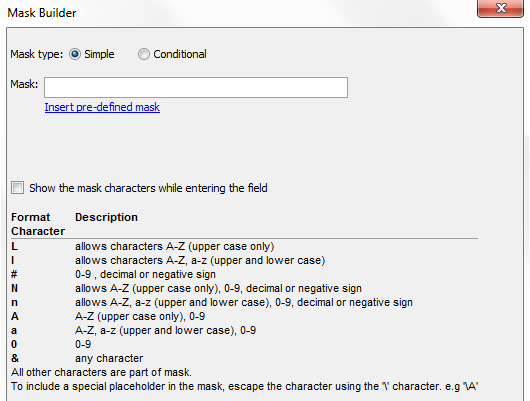 Mask Builder
Mask type: Simple Conditional
Mask:
Insert pre-defined mask
Show the mask characters while entering the field
Format Character Description
L allows characters A-Z (upper case only)
l allows characters A-Z, a-z (upper and lower case)
# 0-9 , decimal or negative sign
N allows A-Z (upper case only), 0-9, decimal or negative sign
n allows A-Z, a-z (upper and lower case), 0-9, decimal or negative sign
A A-Z (upper case only), 0-9
a A-Z, a-z (upper and lower case), 0-9
0 0-9
& any character
All other characters are part of mask.
To include a special placeholder in the mask, escape the character using the '\' character. e.g '\A'